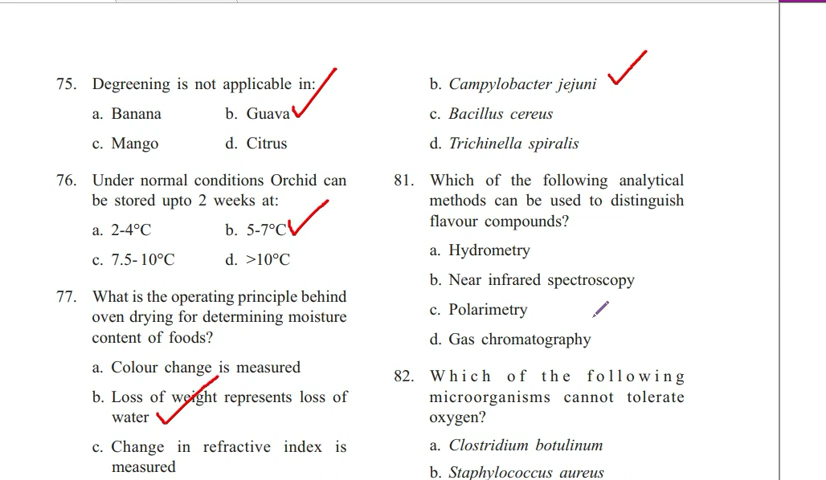 75. Degreening is not applicable in:
a. Banana b. Guava
c. Mango d. Citrus
76. Under normal conditions Orchid can
be stored upto 2 weeks at:
a. 2-4°C b. 5-7°C
c. 7.5-10°C d. >10°C
77. What is the operating principle behind
oven drying for determining moisture
content of foods?
a. Colour change is measured
b. Loss of weight represents loss of
water
c. Change in refractive index is
measured
b. Campylobacter jejuni
c. Bacillus cereus
d. Trichinella spiralis
81. Which of the following analytical
methods can be used to distinguish
flavour compounds?
a. Hydrometry
b. Near infrared spectroscopy
c. Polarimetry
d. Gas chromatography
82. Which of the following
microorganisms cannot tolerate
oxygen?
a. Clostridium botulinum
b. Staphylococcus aureus